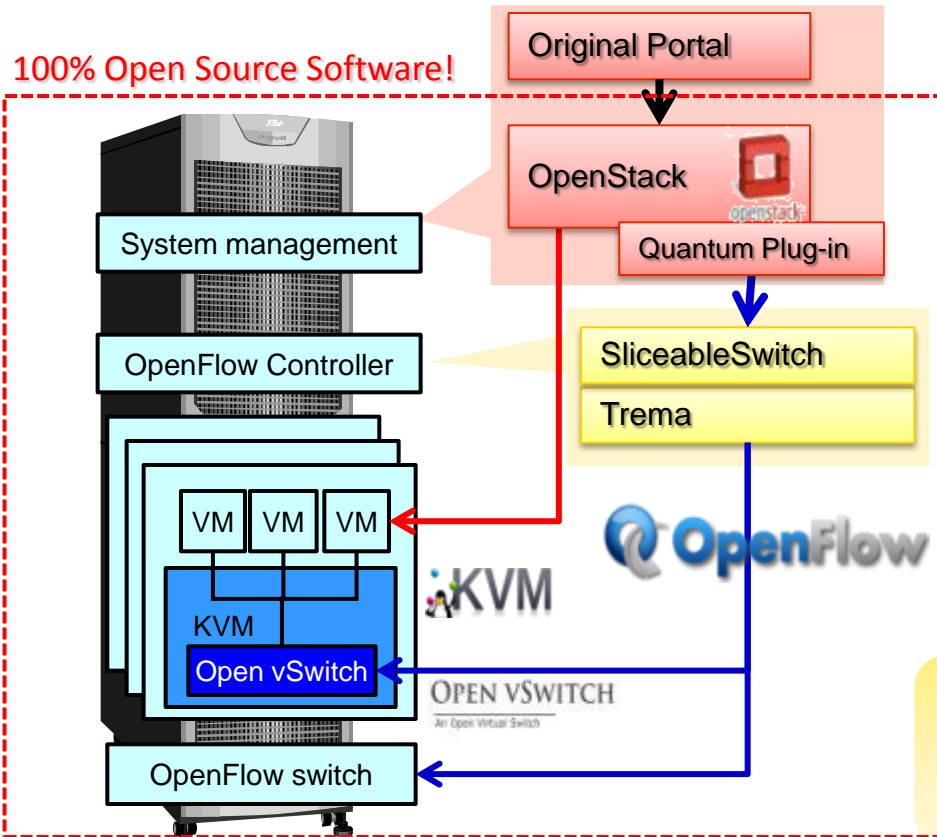 100% Open Source Software!
Original Portal
OpenStack
openstack
Quantum Plug-in
NEC
System management
OpenFlow Controller
SliceableSwitch
Trema
VM VM VM
OpenFlow
KVM
KVM
Open vSwitch
OPEN VSWITCH
An Open Virtual Switch
OpenFlow switch